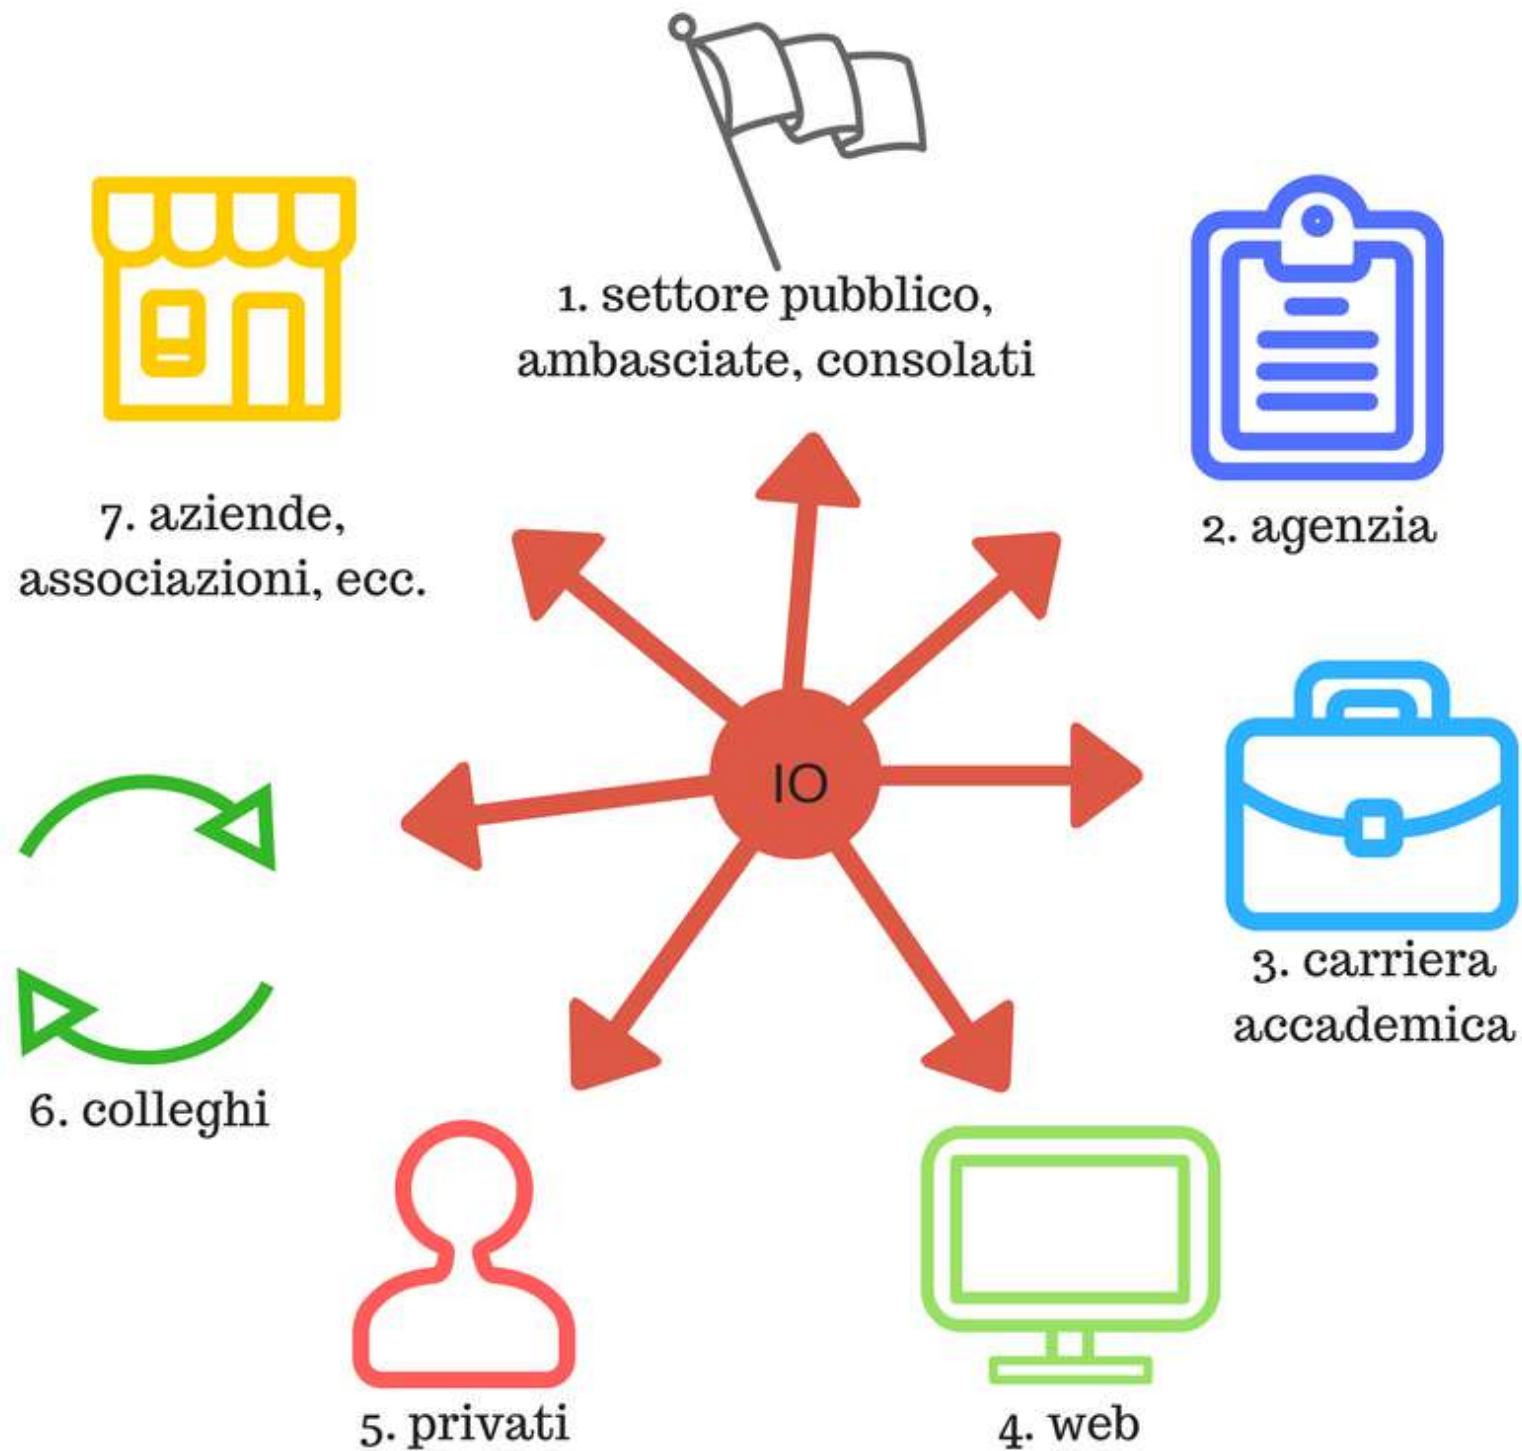 1. settore pubblico,
ambasciate, consolati
2. agenzia
3. carriera
accademica
4. web
5. privati
6. colleghi
7. aziende,
associazioni, ecc.
IO